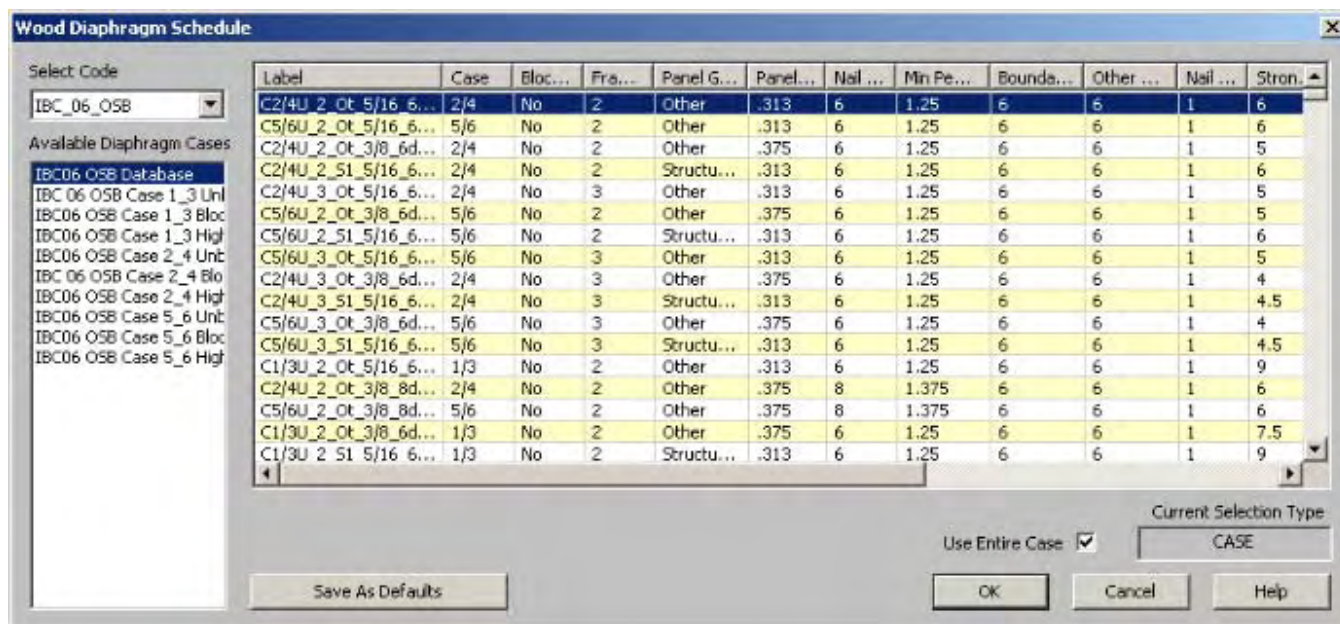 Wood Diaphragm Schedule
Select Code
IBC_06_OSB
Available Diaphragm Cases
IBC06 OSB Database
IBC 06 OSB Case 1_3 Unl
IBC06 OSB Case 1_3 Bloc
IBC06 OSB Case 1_3 High
IBC06 OSB Case 2_4 Unb
IBC 06 OSB Case 2_4 Blo
IBC06 OSB Case 2_4 High
IBC06 OSB Case 5_6 Unb
IBC06 OSB Case 5_6 Bloc
IBC06 OSB Case 5_6 High
Label Case Bloc... Fra... Panel G... Panel... Nail ... Min Pe... Bounda... Other ... Nail ... Stron.
C2/4U_2_Ot_5/16_6... 2/4 No 2 Other .313 6 1.25 6 6 1 6
C5/6U_2_Ot_5/16_6... 5/6 No 2 Other .313 6 1.25 6 6 1 6
C2/4U_2_Ot_3/8_6d... 2/4 No 2 Other .375 6 1.25 6 6 1 5
C2/4U_2_S1_5/16_6... 2/4 No 2 Structu... .313 6 1.25 6 6 1 6
C2/4U_3_Ot_5/16_6... 2/4 No 3 Other .313 6 1.25 6 6 1 5
C5/6U_2_Ot_3/8_6d... 5/6 No 2 Other .375 6 1.25 6 6 1 5
C5/6U_2_S1_5/16_6... 5/6 No 2 Structu... .313 6 1.25 6 6 1 6
C5/6U_3_Ot_5/16_6... 5/6 No 3 Other .313 6 1.25 6 6 1 5
C2/4U_3_Ot_3/8_6d... 2/4 No 3 Other .375 6 1.25 6 6 1 4
C2/4U_3_S1_5/16_6... 2/4 No 3 Structu... .313 6 1.25 6 6 1 4.5
C5/6U_3_Ot_3/8_6d... 5/6 No 3 Other .375 6 1.25 6 6 1 4
C5/6U_3_S1_5/16_6... 5/6 No 3 Structu... .313 6 1.25 6 6 1 4.5
C1/3U_2_Ot_5/16_6... 1/3 No 2 Other .313 6 1.25 6 6 1 9
C2/4U_2_Ot_3/8_8d... 2/4 No 2 Other .375 8 1.375 6 6 1 6
C5/6U_2_Ot_3/8_8d... 5/6 No 2 Other .375 8 1.375 6 6 1 6
C1/3U_2_Ot_3/8_6d... 1/3 No 2 Other .375 6 1.25 6 6 1 7.5
C1/3U_2_S1_5/16_6... 1/3 No 2 Structu... .313 6 1.25 6 6 1 9
Current Selection Type
Use Entire Case CASE
Save As Defaults OK Cancel Help